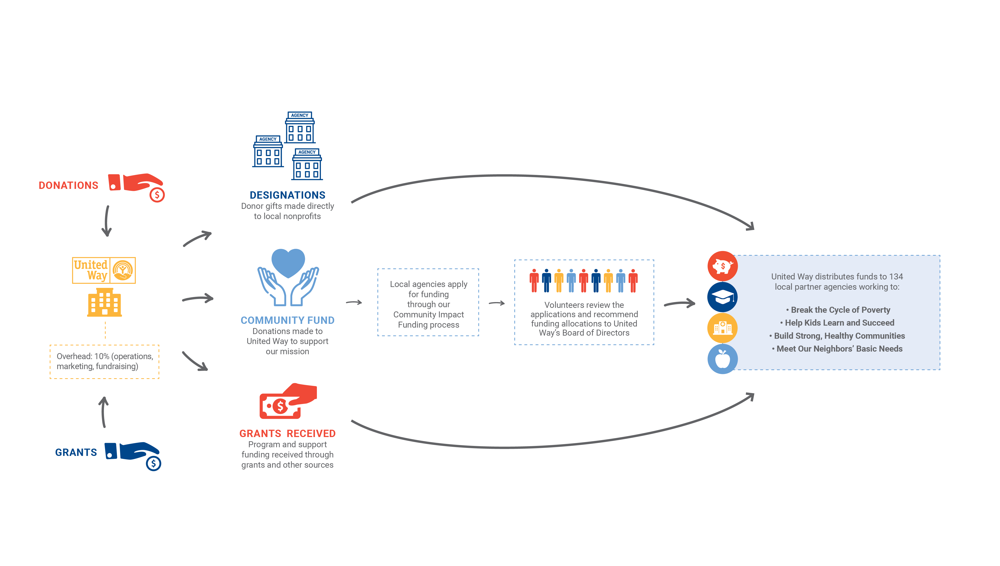 DONATIONS
$
United
Way
Overhead: 10% (operations,
marketing, fundraising)
GRANTS
$
AGENCY
AGENCY
AGENCY
DESIGNATIONS
Donor gifts made directly
to local nonprofits
COMMUNITY FUND
Donations made to
United Way to support
our mission
$
GRANTS RECEIVED
Program and support
funding received through
grants and other sources
Local agencies apply
for funding
through our
Community Impact
Funding process
Volunteers review the
applications and recommend
funding allocations to United
Way's Board of Directors
$
United Way distributes funds to 134
local partner agencies working to:
• Break the Cycle of Poverty
• Help Kids Learn and Succeed
• Build Strong, Healthy Communities
• Meet Our Neighbors' Basic Needs